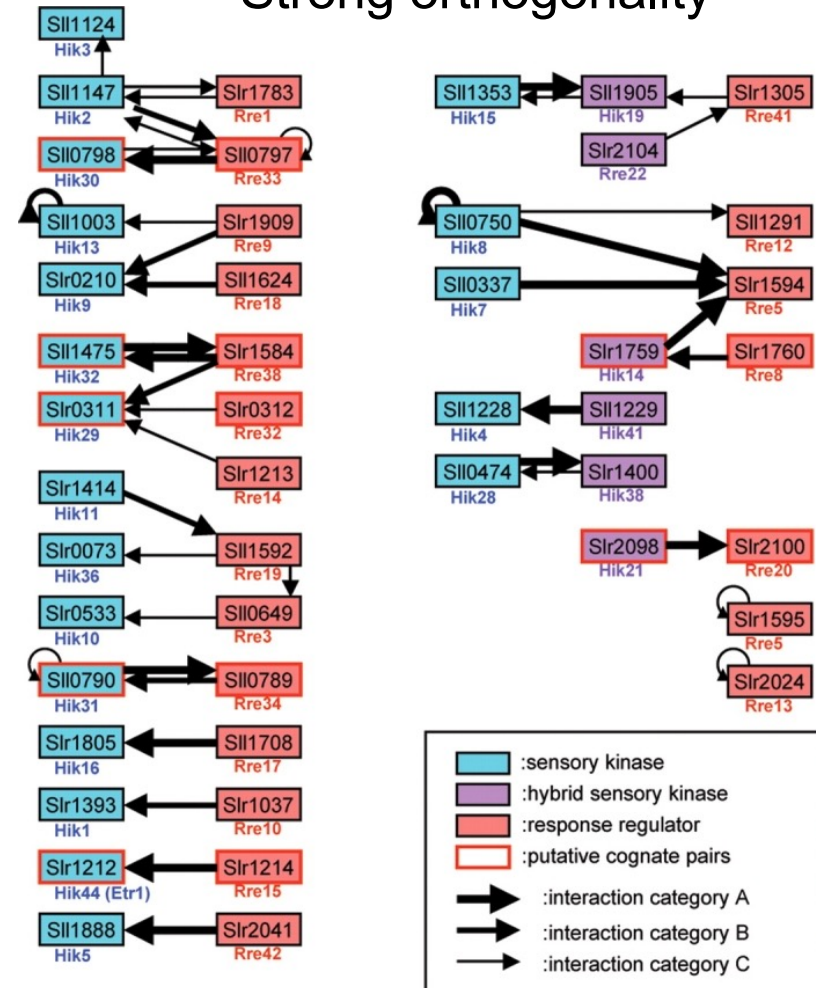 Strong orthogonality
Sll1124
Hik3
Sll1147
Slr1783
Hik2
Rre1
Sll0798
Sll0797
Hik30
Rre33
Sll1003
Slr1909
Hik13
Rre9
Slr0210
Sll1624
Hik9
Rre18
Sll1475
Slr1584
Hik32
Rre38
Slr0311
Slr0312
Hik29
Rre32
Slr1213
Rre14
Slr1414
Hik11
Slr0073
Sll1592
Hik36
Rre19
Slr0533
Sll0649
Hik10
Rre3
Sll0790
Sll0789
Hik31
Rre34
Slr1805
Sll1708
Hik16
Rre17
Slr1393
Slr1037
Hik1
Rre10
Slr1212
Slr1214
Hik44 (Etr1)
Rre15
Sll1888
Slr2041
Hik5
Rre42
Sll1353
Sll1905
Slr1305
Hik15
Hik19
Rre41
Slr2104
Rre22
Sll0750
Sll1291
Hik8
Rre12
Sll0337
Slr1594
Hik7
Rre5
Slr1759
Slr1760
Hik14
Rre8
Sll1228
Sll1229
Hik4
Hik41
Sll0474
Slr1400
Hik28
Hik38
Slr2098
Slr2100
Hik21
Rre20
Slr1595
Rre5
Slr2024
Rre13
:sensory kinase
:hybrid sensory kinase
:response regulator
:putative cognate pairs
:interaction category A
:interaction category B
:interaction category C